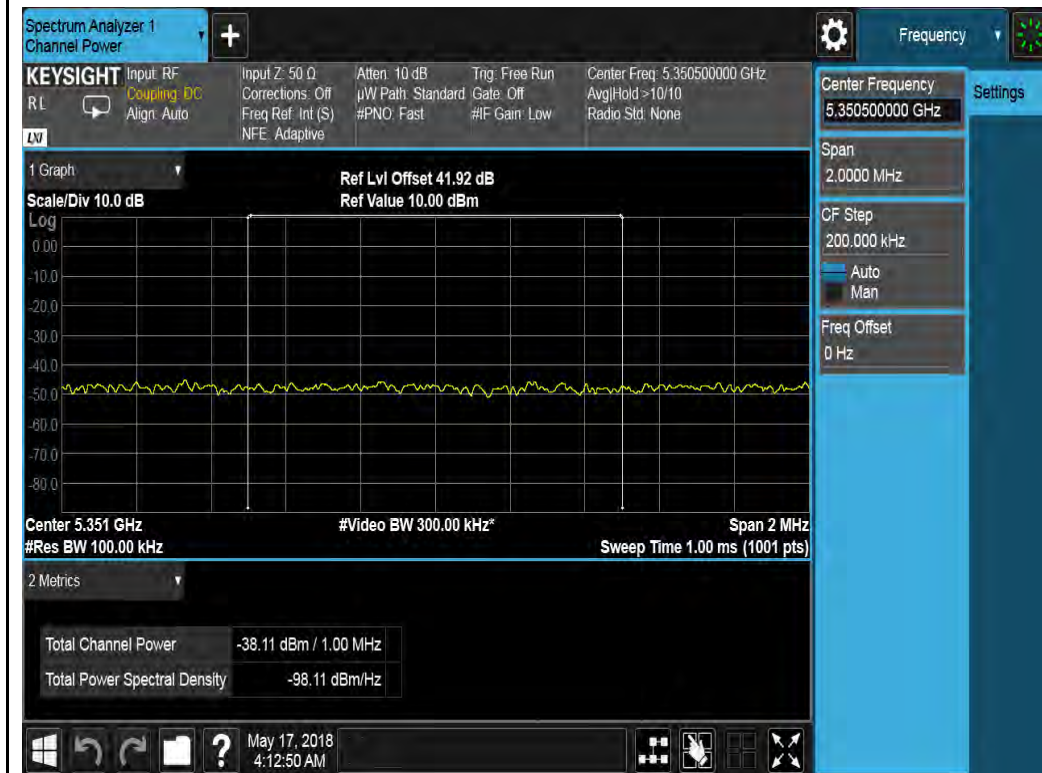 Spectrum Analyzer 1
Channel Power
+
Frequency
KEYSIGHT
RL
LXI
Input: RF
Coupling: DC
Align: Auto
Input Z: 50 Ω
Corrections: Off
Freq Ref: Int (S)
NFE: Adaptive
Atten: 10 dB
µW Path: Standard
#PNO: Fast
Trig: Free Run
Gate: Off
#IF Gain: Low
Center Freq: 5.350500000 GHz
Avg|Hold >10/10
Radio Std: None
Center Frequency
5.350500000 GHz
Settings
Span
2.0000 MHz
CF Step
200.000 kHz
Auto
Man
Freq Offset
0 Hz
1 Graph
Scale/Div 10.0 dB
Ref Lvl Offset 41.92 dB
Ref Value 10.00 dBm
Log
0.00
-10.0
-20.0
-30.0
-40.0
-50.0
-60.0
-70.0
-80.0
Center 5.351 GHz
#Video BW 300.00 kHz*
Span 2 MHz
#Res BW 100.00 kHz
Sweep Time 1.00 ms (1001 pts)
2 Metrics
Total Channel Power -38.11 dBm / 1.00 MHz
Total Power Spectral Density -98.11 dBm/Hz
?
May 17, 2018
4:12:50 AM